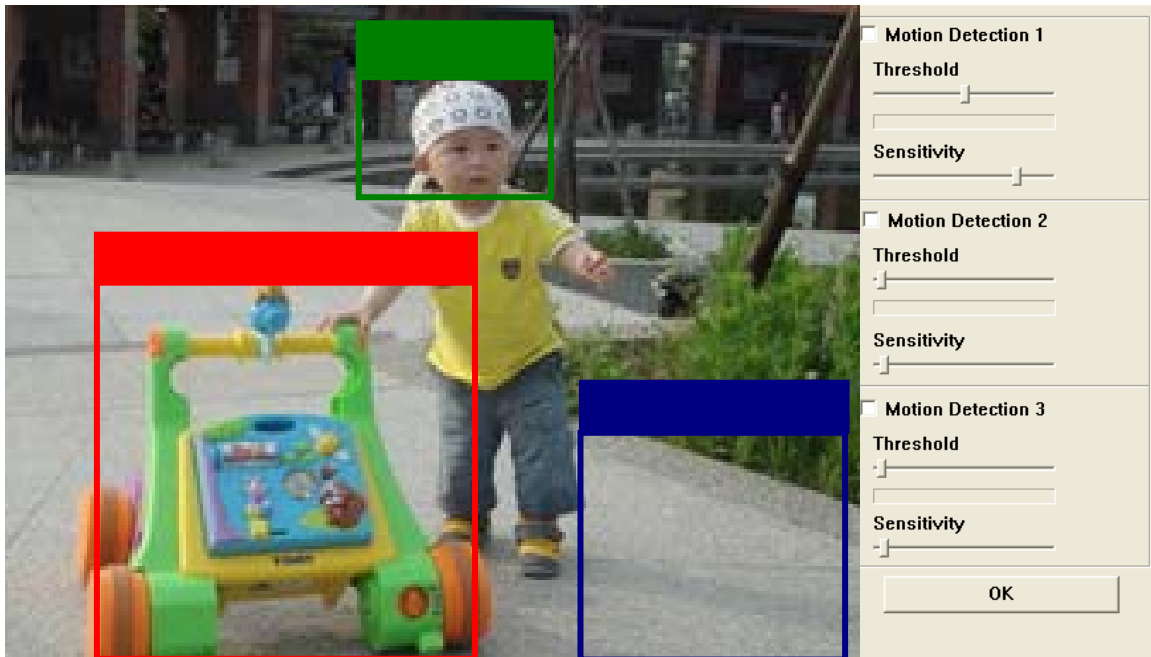 Motion Detection 1
Threshold
Sensitivity
Motion Detection 2
Threshold
Sensitivity
Motion Detection 3
Threshold
Sensitivity
OK